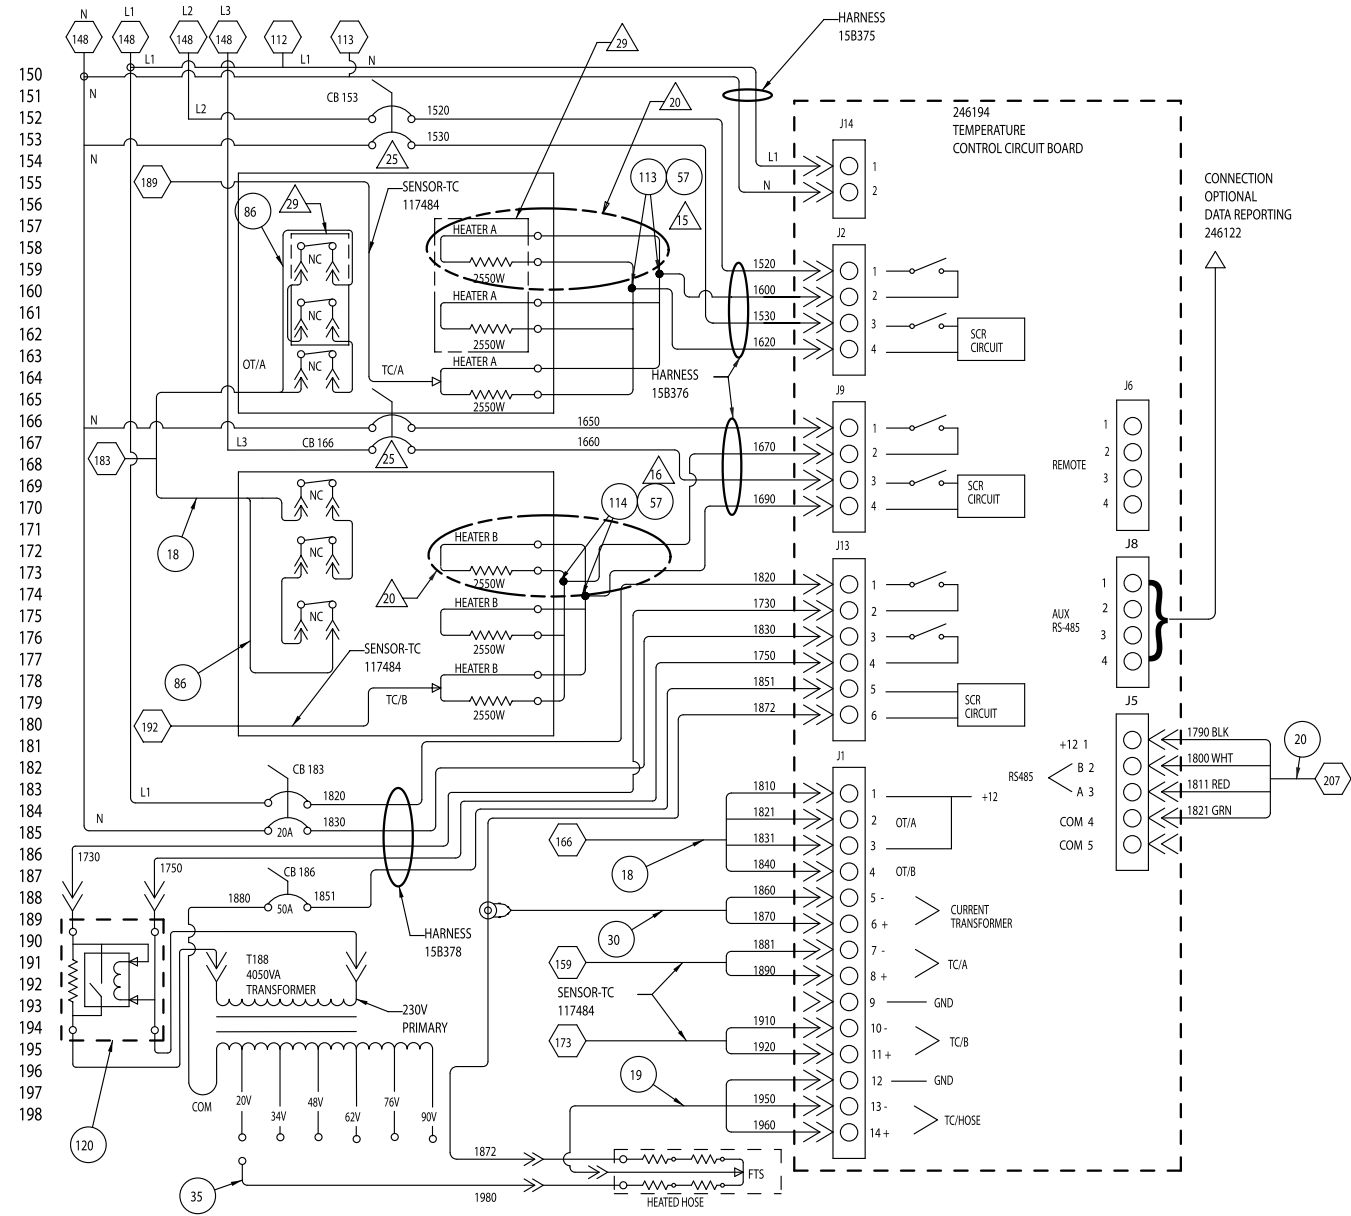 N L1 L2 L3
148 148 148 148 112 113
29
HARNESS
15B375
L1 N
150
151
152
153
154
155
156
157
158
159
160
161
162
163
164
165
166
167
168
169
170
171
172
173
174
175
176
177
178
179
180
181
182
183
184
185
186
187
188
189
190
191
192
193
194
195
196
197
198
N
CB 153
20
L2
1520
1530
N
25
189
SENSOR-TC
117484
113 57
15
86
29
NC
NC
NC
OT/A
TC/A
HEATER A
2550W
HEATER A
2550W
HEATER A
2550W
L1
N
1520
1600
1530
1620
HARNESS
15B376
N
L3
CB 166
25
1650
1660
183
1670
1690
16
114 57
18
NC
NC
NC
HEATER B
2550W
HEATER B
2550W
HEATER B
2550W
20
SENSOR-TC
117484
86
TC/B
192
1820
1730
1830
1750
1851
1872
CB 183
L1
1820
N
20A
1830
1730
1750
CB 186
1880
1851
50A
HARNESS
15B378
T188
4050VA
TRANSFORMER
230V
PRIMARY
120
COM
20V
34V
48V
62V
76V
90V
35
1872
1980
HEATED HOSE
FTS
166
18
30
159
SENSOR-TC
117484
173
19
1810
1821
1831
1840
1860
1870
1881
1890
1910
1920
1950
1960
246194
TEMPERATURE
CONTROL CIRCUIT BOARD
J14
1
2
J2
1
2
3
4
SCR
CIRCUIT
J9
1
2
3
4
SCR
CIRCUIT
J13
1
2
3
4
5
6
SCR
CIRCUIT
J1
1
+12
2
OT/A
3
4 OT/B
5 -
CURRENT
TRANSFORMER
6 +
7 -
TC/A
8 +
9 GND
10 -
TC/B
11 +
12 GND
13 -
TC/HOSE
14 +
J6
REMOTE
1
2
3
4
J8
AUX
RS-485
1
2
3
4
J5
RS485
+12 1
B 2
A 3
COM 4
COM 5
1790 BLK
1800 WHT
1811 RED
1821 GRN
20
207
CONNECTION
OPTIONAL
DATA REPORTING
246122